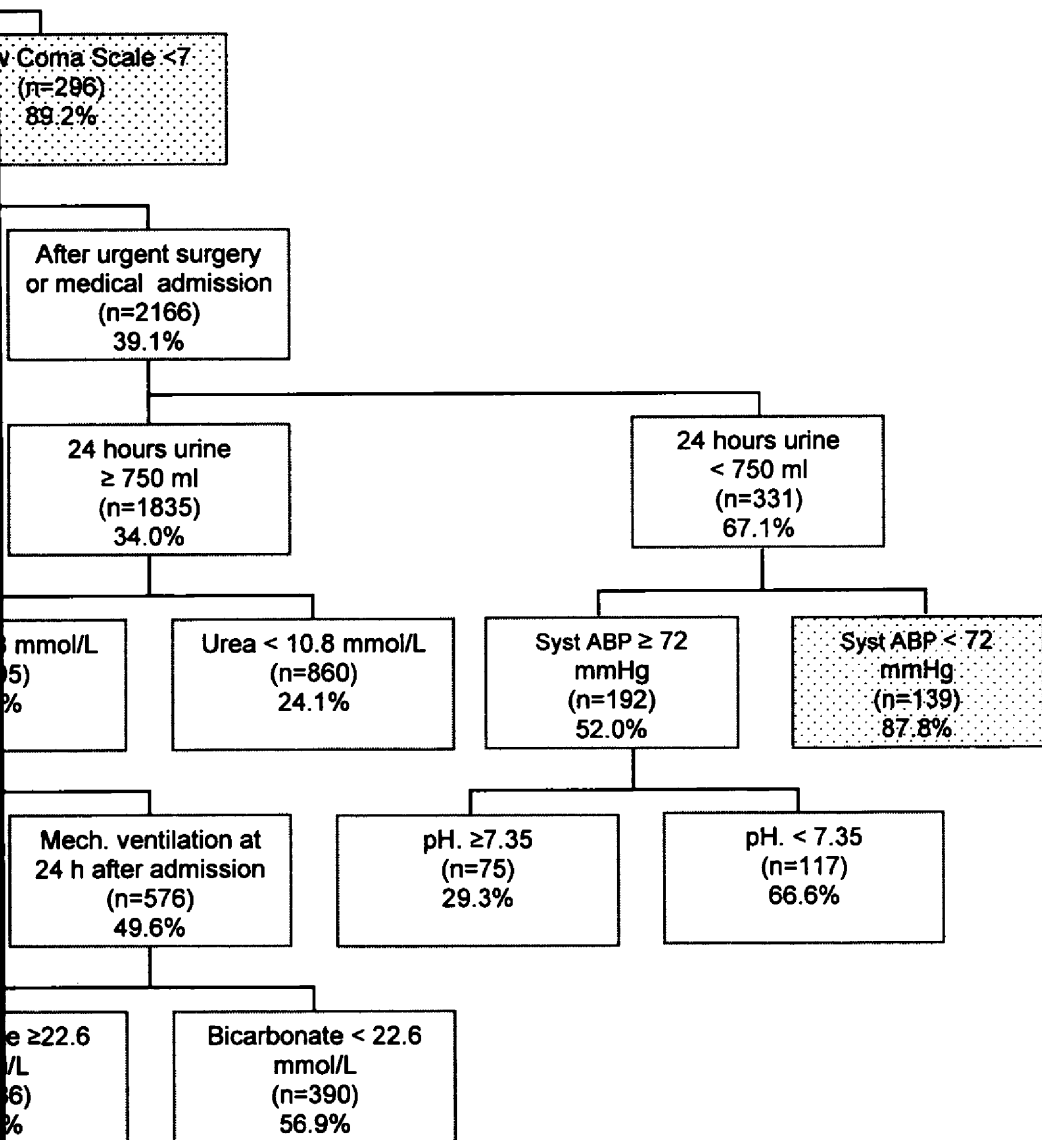 Coma Scale <7
(n=296)
89.2%
After urgent surgery
or medical admission
(n=2166)
39.1%
24 hours urine
≥ 750 ml
(n=1835)
34.0%
24 hours urine
< 750 ml
(n=331)
67.1%
mmol/L
5)
%
Urea < 10.8 mmol/L
(n=860)
24.1%
Syst ABP ≥ 72
mmHg
(n=192)
52.0%
Syst ABP < 72
mmHg
(n=139)
87.8%
Mech. ventilation at
24 h after admission
(n=576)
49.6%
pH. ≥7.35
(n=75)
29.3%
pH. < 7.35
(n=117)
66.6%
e ≥22.6
/L
6)
%
Bicarbonate < 22.6
mmol/L
(n=390)
56.9%